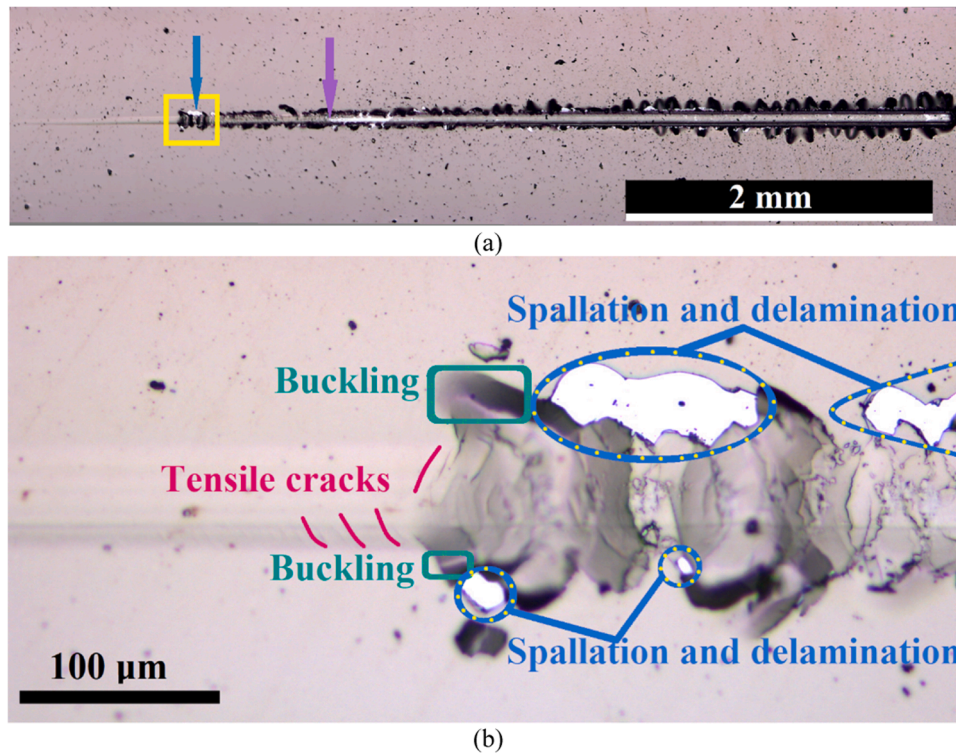 2 mm
(a)
Spallation and delamination
Buckling
Tensile cracks
Buckling
Spallation and delamination
100 μm
(b)